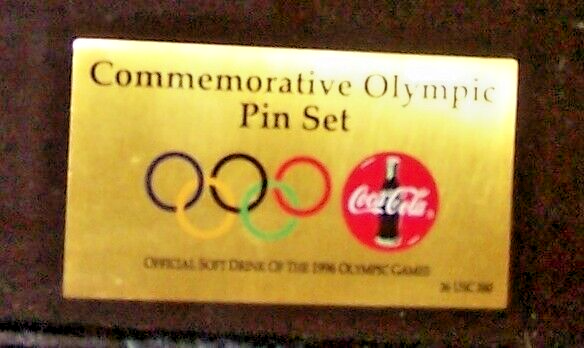 Commemorative Olympic
Pin Set
Coca-Cola
OFFICIAL SOFT DRINK OF THE 1996 OLYMPIC GAMES
36 USC 380